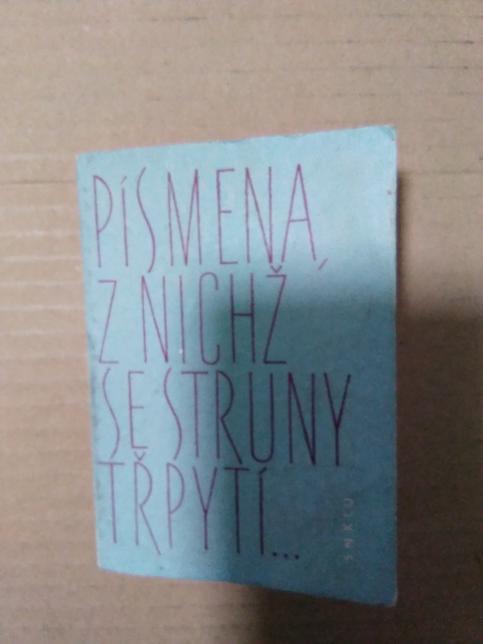 PÍSMENA,
Z NICHŽ
SE STRUNY
TŘPYTÍ...
SNKLU